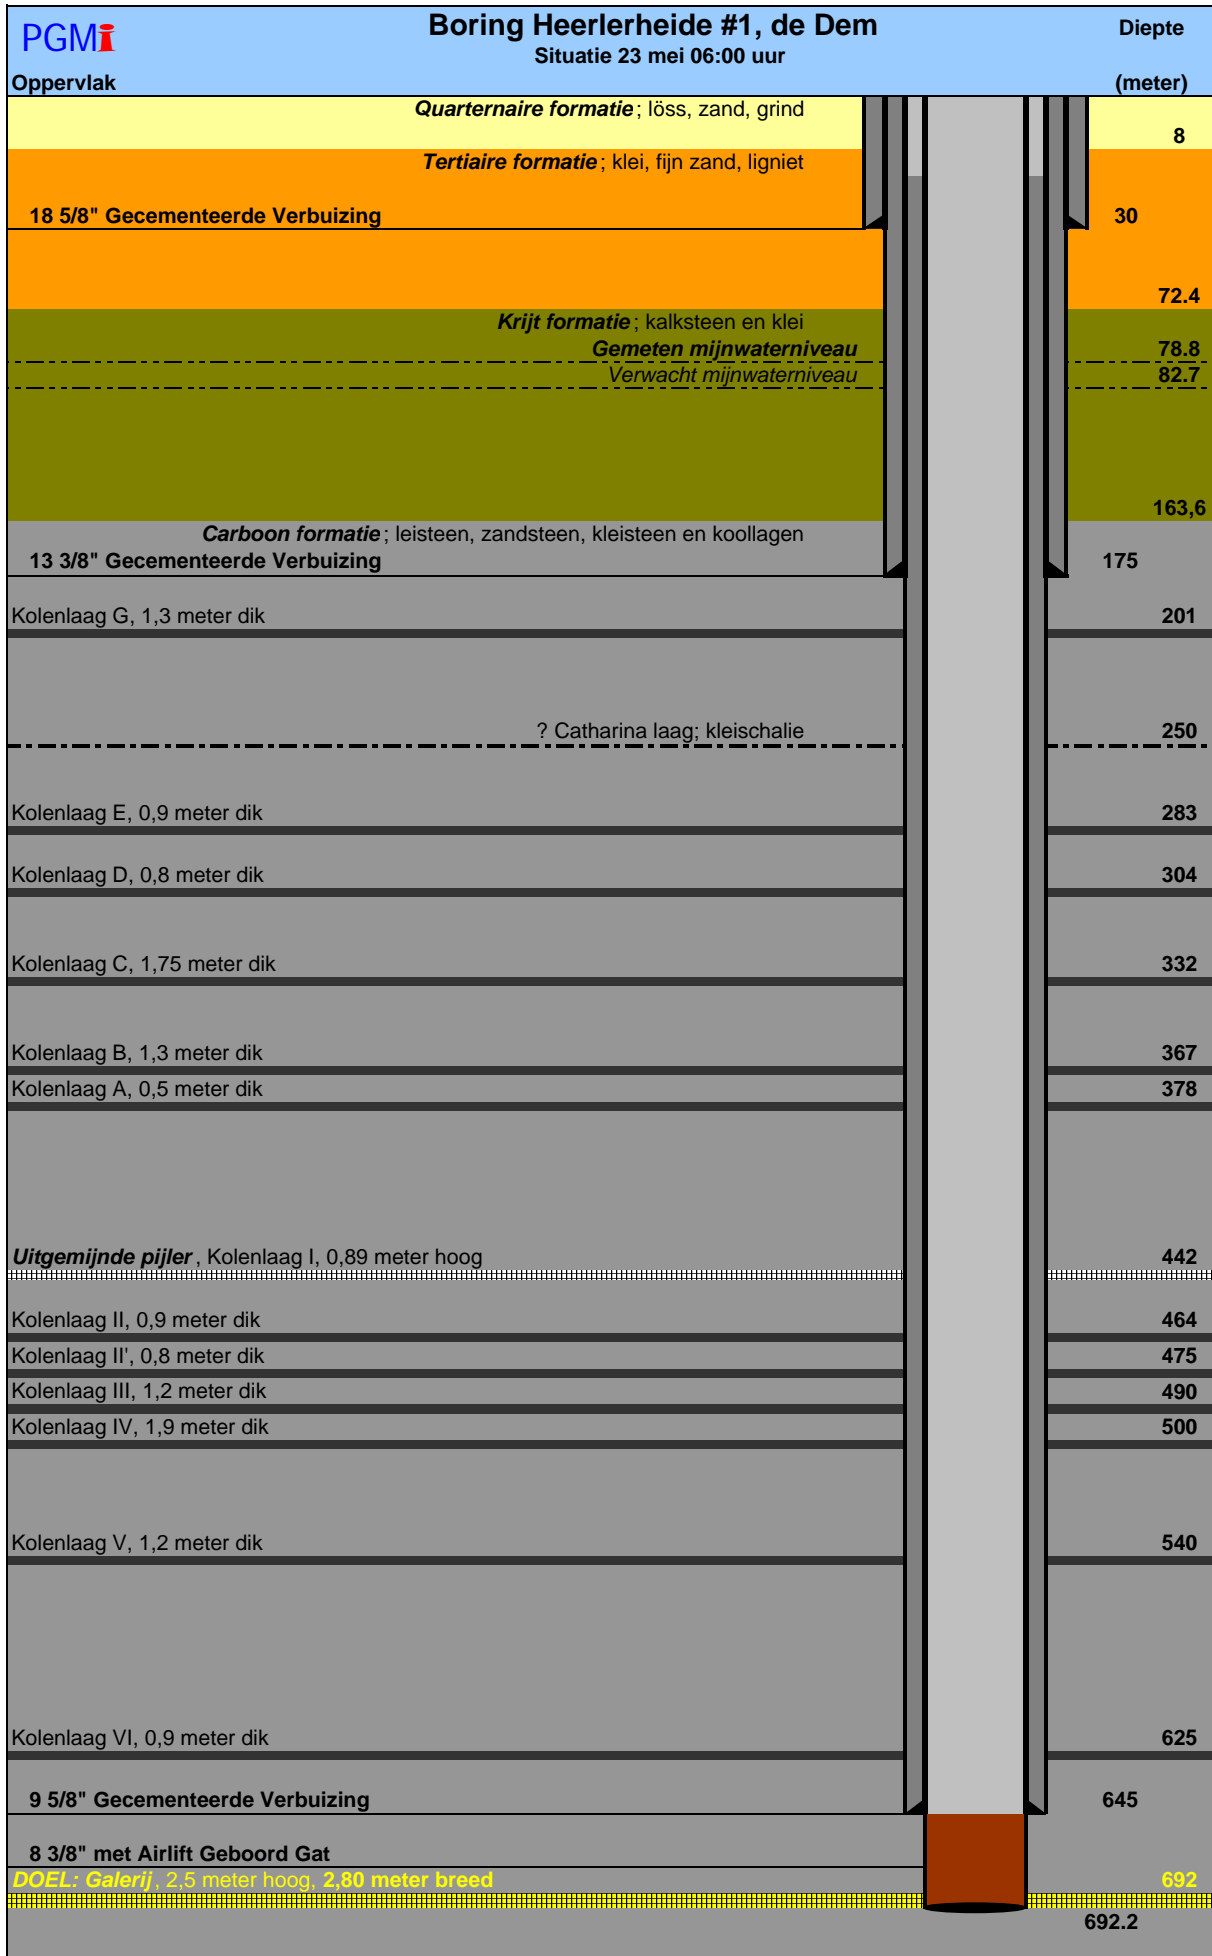 PGMi
Boring Heerlerheide #1, de Dem
Diepte
Situatie 23 mei 06:00 uur
Oppervlak
(meter)
Quarternaire formatie; löss, zand, grind
8
Tertiaire formatie; klei, fijn zand, ligniet
18 5/8" Gecementeerde Verbuizing
30
72.4
Krijt formatie; kalksteen en klei
Gemeten mijnwaterniveau
78.8
Verwacht mijnwaterniveau
82.7
163,6
Carboon formatie; leisteen, zandsteen, kleisteen en koollagen
13 3/8" Gecementeerde Verbuizing
175
Kolenlaag G, 1,3 meter dik
201
? Catharina laag; kleischalie
250
Kolenlaag E, 0,9 meter dik
283
Kolenlaag D, 0,8 meter dik
304
Kolenlaag C, 1,75 meter dik
332
Kolenlaag B, 1,3 meter dik
367
Kolenlaag A, 0,5 meter dik
378
Uitgemijnde pijler, Kolenlaag I, 0,89 meter hoog
442
Kolenlaag II, 0,9 meter dik
464
Kolenlaag II', 0,8 meter dik
475
Kolenlaag III, 1,2 meter dik
490
Kolenlaag IV, 1,9 meter dik
500
Kolenlaag V, 1,2 meter dik
540
Kolenlaag VI, 0,9 meter dik
625
9 5/8" Gecementeerde Verbuizing
645
8 3/8" met Airlift Geboord Gat
DOEL: Galerij, 2,5 meter hoog, 2,80 meter breed
692
692.2